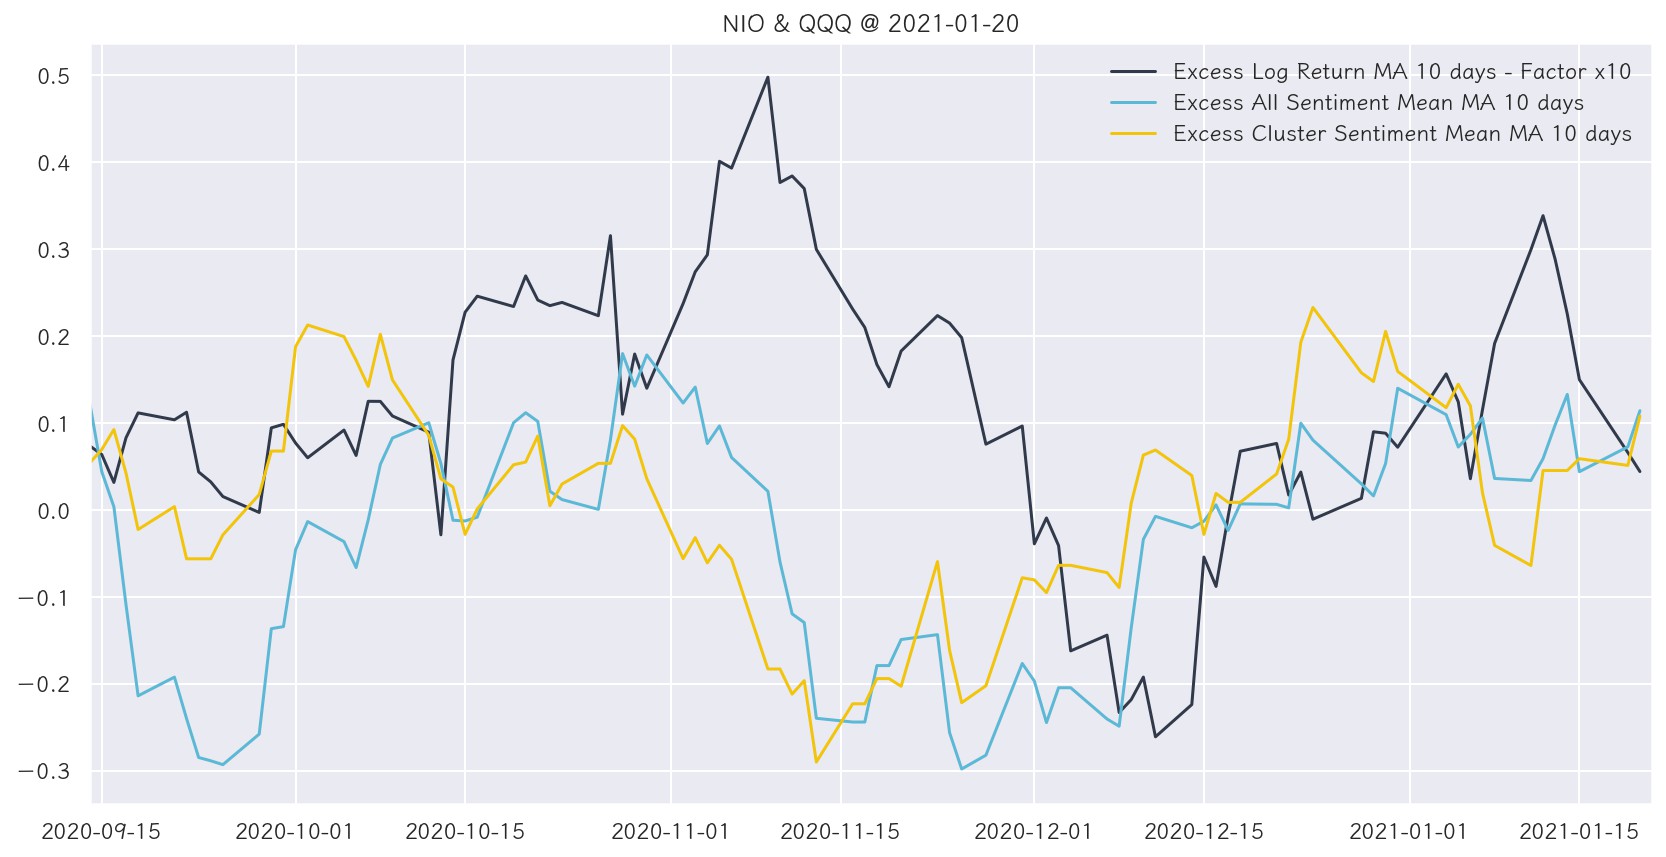 NIO & QQQ @ 2021-01-20
Excess Log Return MA 10 days - Factor x10
Excess All Sentiment Mean MA 10 days
Excess Cluster Sentiment Mean MA 10 days
0.5
0.4
0.3
0.2
0.1
0.0
−0.1
−0.2
−0.3
2020-09-15 2020-10-01 2020-10-15 2020-11-01 2020-11-15 2020-12-01 2020-12-15 2021-01-01 2021-01-15